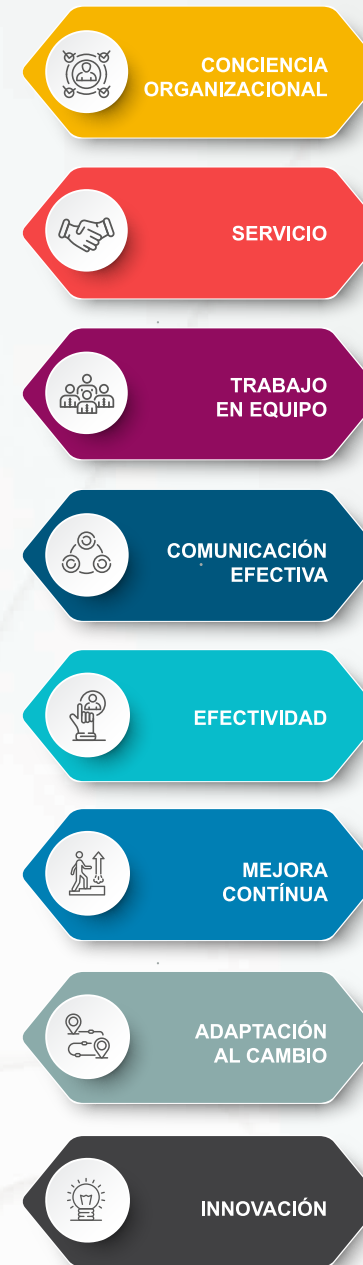 CONCIENCIA
ORGANIZACIONAL
SERVICIO
TRABAJO
EN EQUIPO
COMUNICACIÓN
EFECTIVA
EFECTIVIDAD
MEJORA
CONTÍNUA
ADAPTACIÓN
AL CAMBIO
INNOVACIÓN